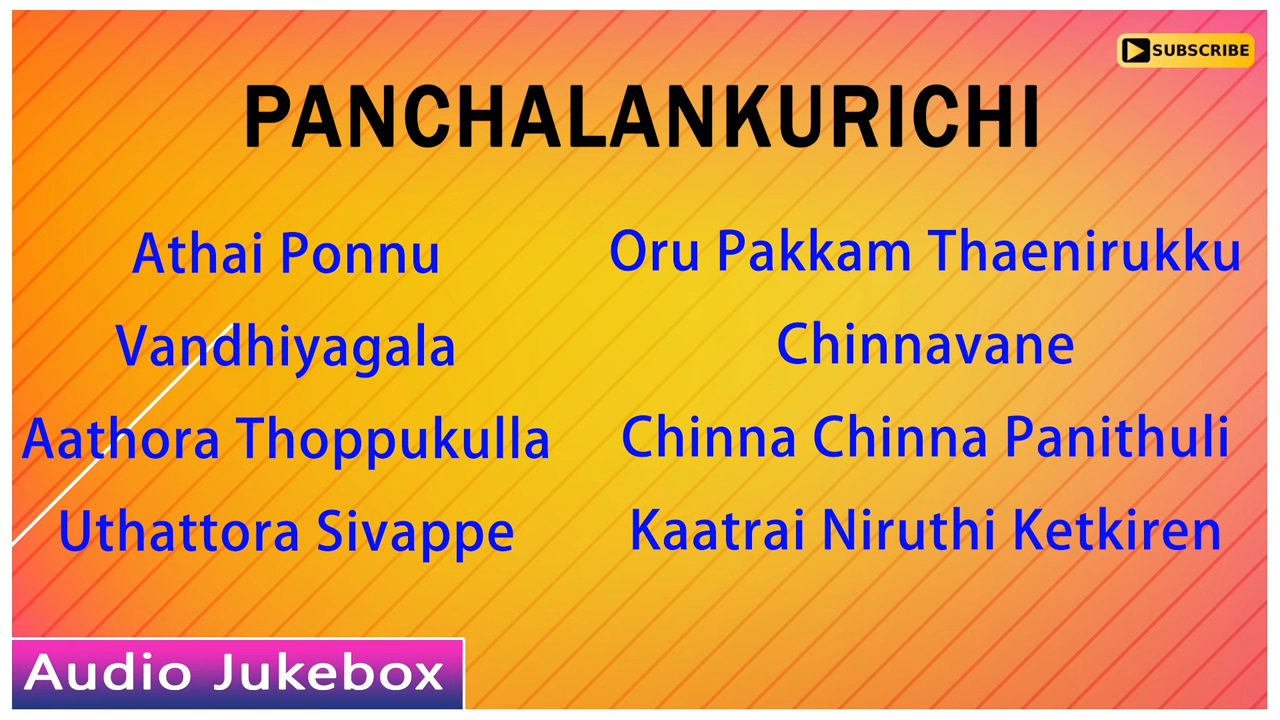 SUBSCRIBE
PANCHALANKURICHI
Athai Ponnu
Vandhiyagala
Aathora Thoppukulla
Uthattora Sivappe
Oru Pakkam Thaenirukku
Chinnavane
Chinna Chinna Panithuli
Kaatrai Niruthi Ketkiren
Audio Jukebox